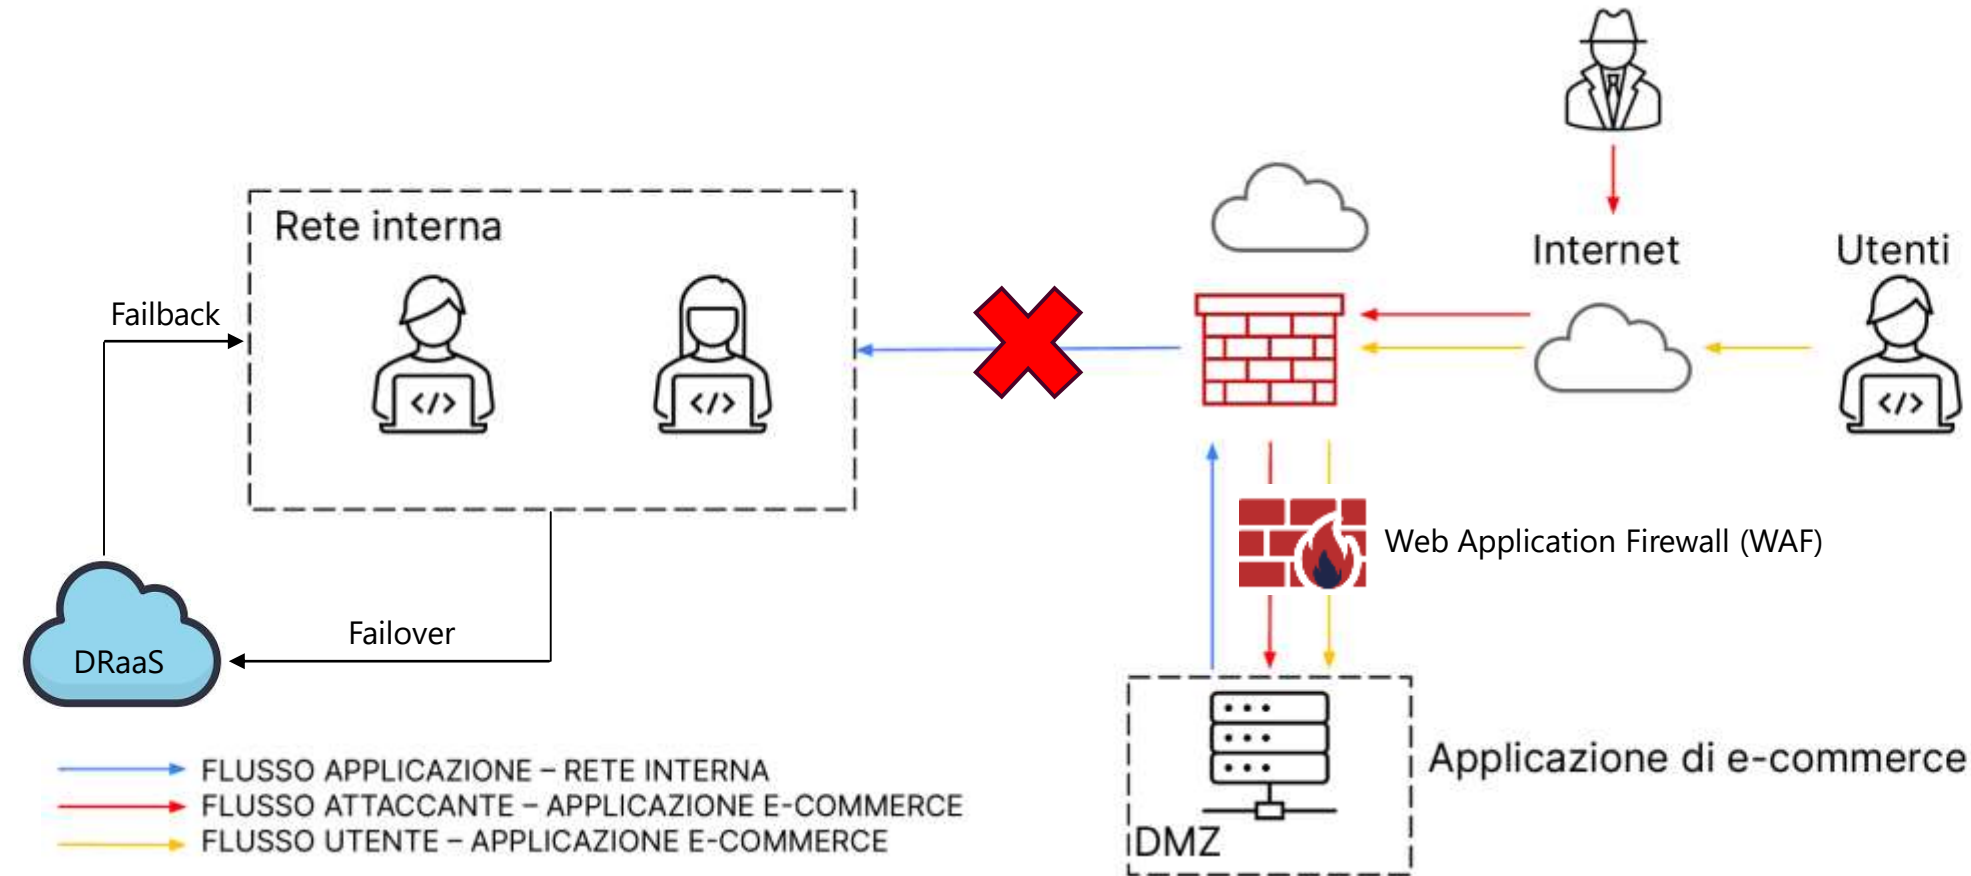 Rete interna
Internet
Utenti
Failback
</>
</>
</>
Web Application Firewall (WAF)
Failover
DRaaS
Applicazione di e-commerce
FLUSSO APPLICAZIONE – RETE INTERNA
FLUSSO ATTACCANTE – APPLICAZIONE E-COMMERCE
FLUSSO UTENTE – APPLICAZIONE E-COMMERCE
DMZ